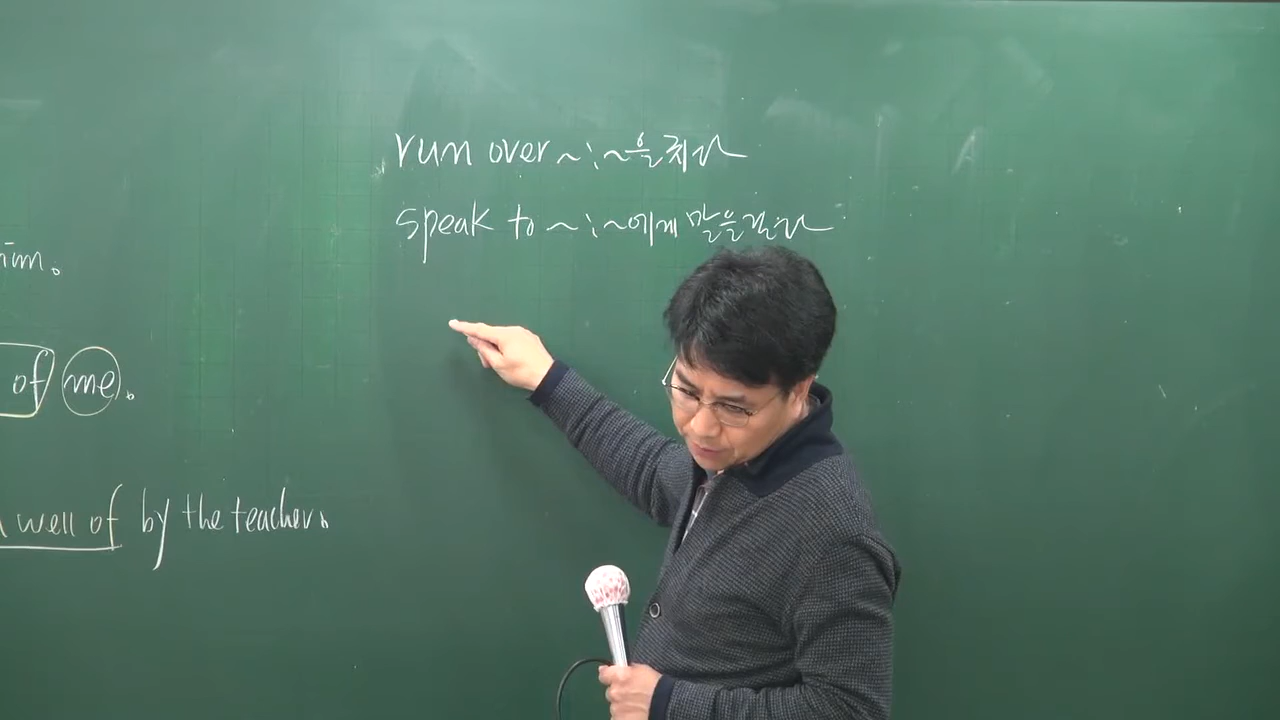 run over ~ : ~을 치다
speak to ~ : ~에게 말을 걸다
him.
of me.
well of by the teacher.